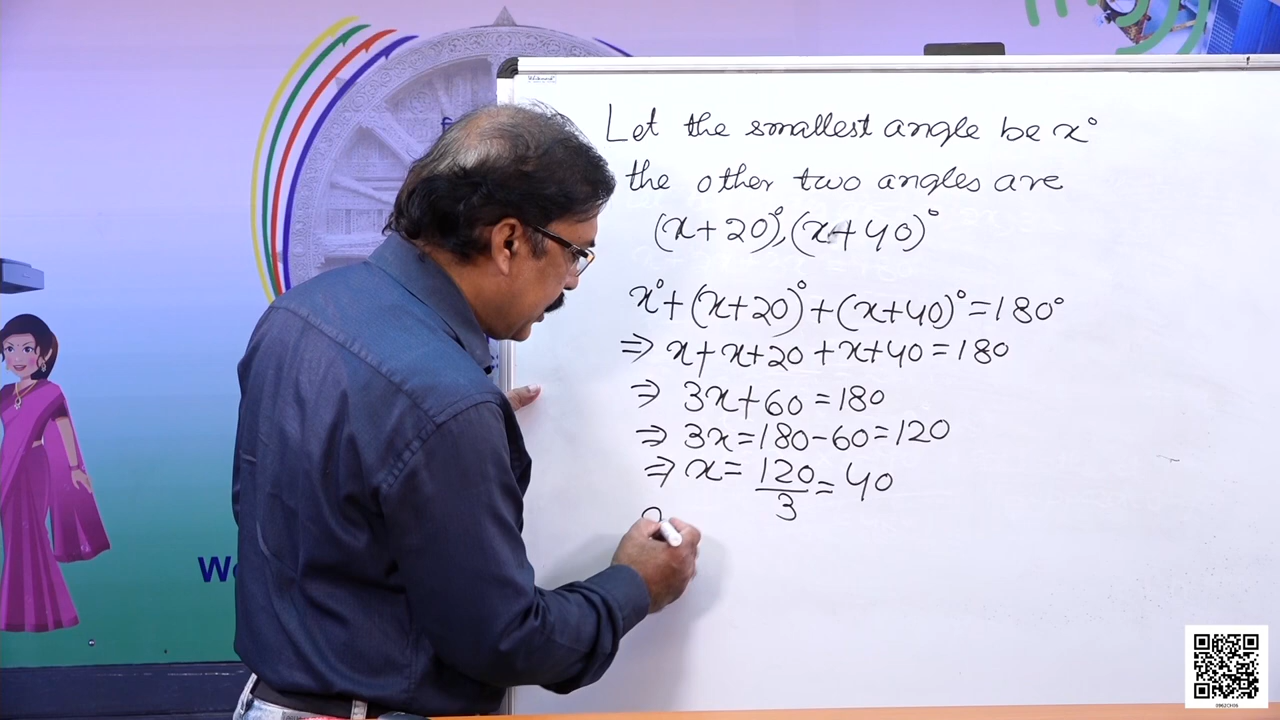 Let the smallest angle be x°
the other two angles are
(x+20)°,(x+40)°
x°+(x+20)°+(x+40)°=180°
⇒ x+x+20+x+40=180
⇒ 3x+60=180
⇒ 3x=180-60=120
⇒ x=120/3=40
0962CH06